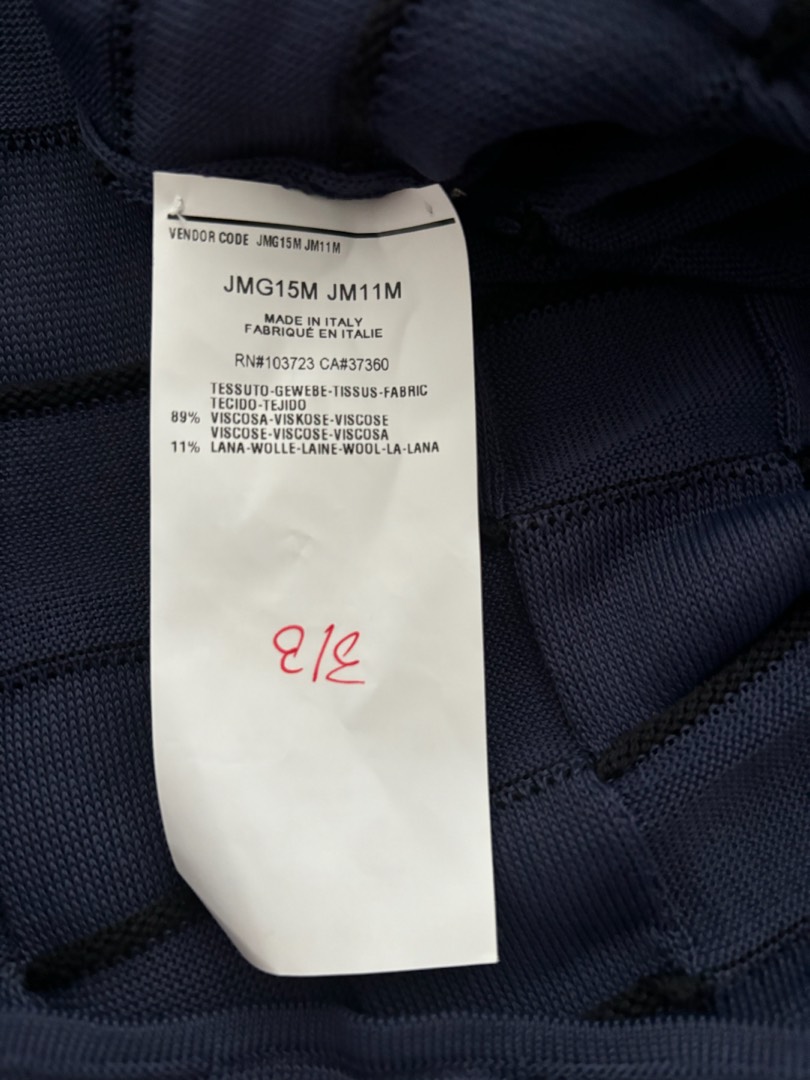 VENDOR CODE JMG15M JM11M
JMG15M JM11M
MADE IN ITALY
FABRIQUÉ EN ITALIE
RN#103723 CA#37360
TESSUTO-GEWEBE-TISSUS-FABRIC
TECIDO-TEJIDO
89% VISCOSA-VISKOSE-VISCOSE
VISCOSE-VISCOSE-VISCOSA
11% LANA-WOLLE-LAINE-WOOL-LA-LANA